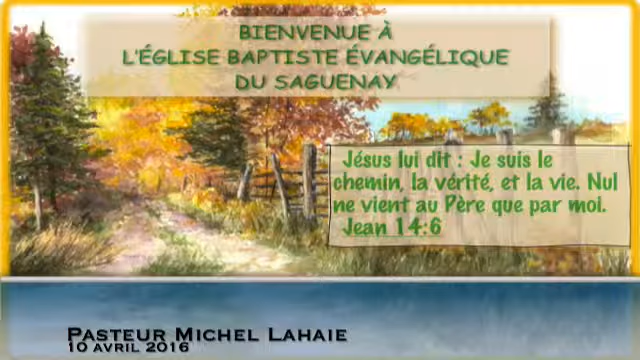 BIENVENUE À
L'ÉGLISE BAPTISTE ÉVANGÉLIQUE
DU SAGUENAY
Jésus lui dit : Je suis le
chemin, la vérité, et la vie. Nul
ne vient au Père que par moi.
Jean 14:6
PASTEUR MICHEL LAHAIE
10 AVRIL 2016